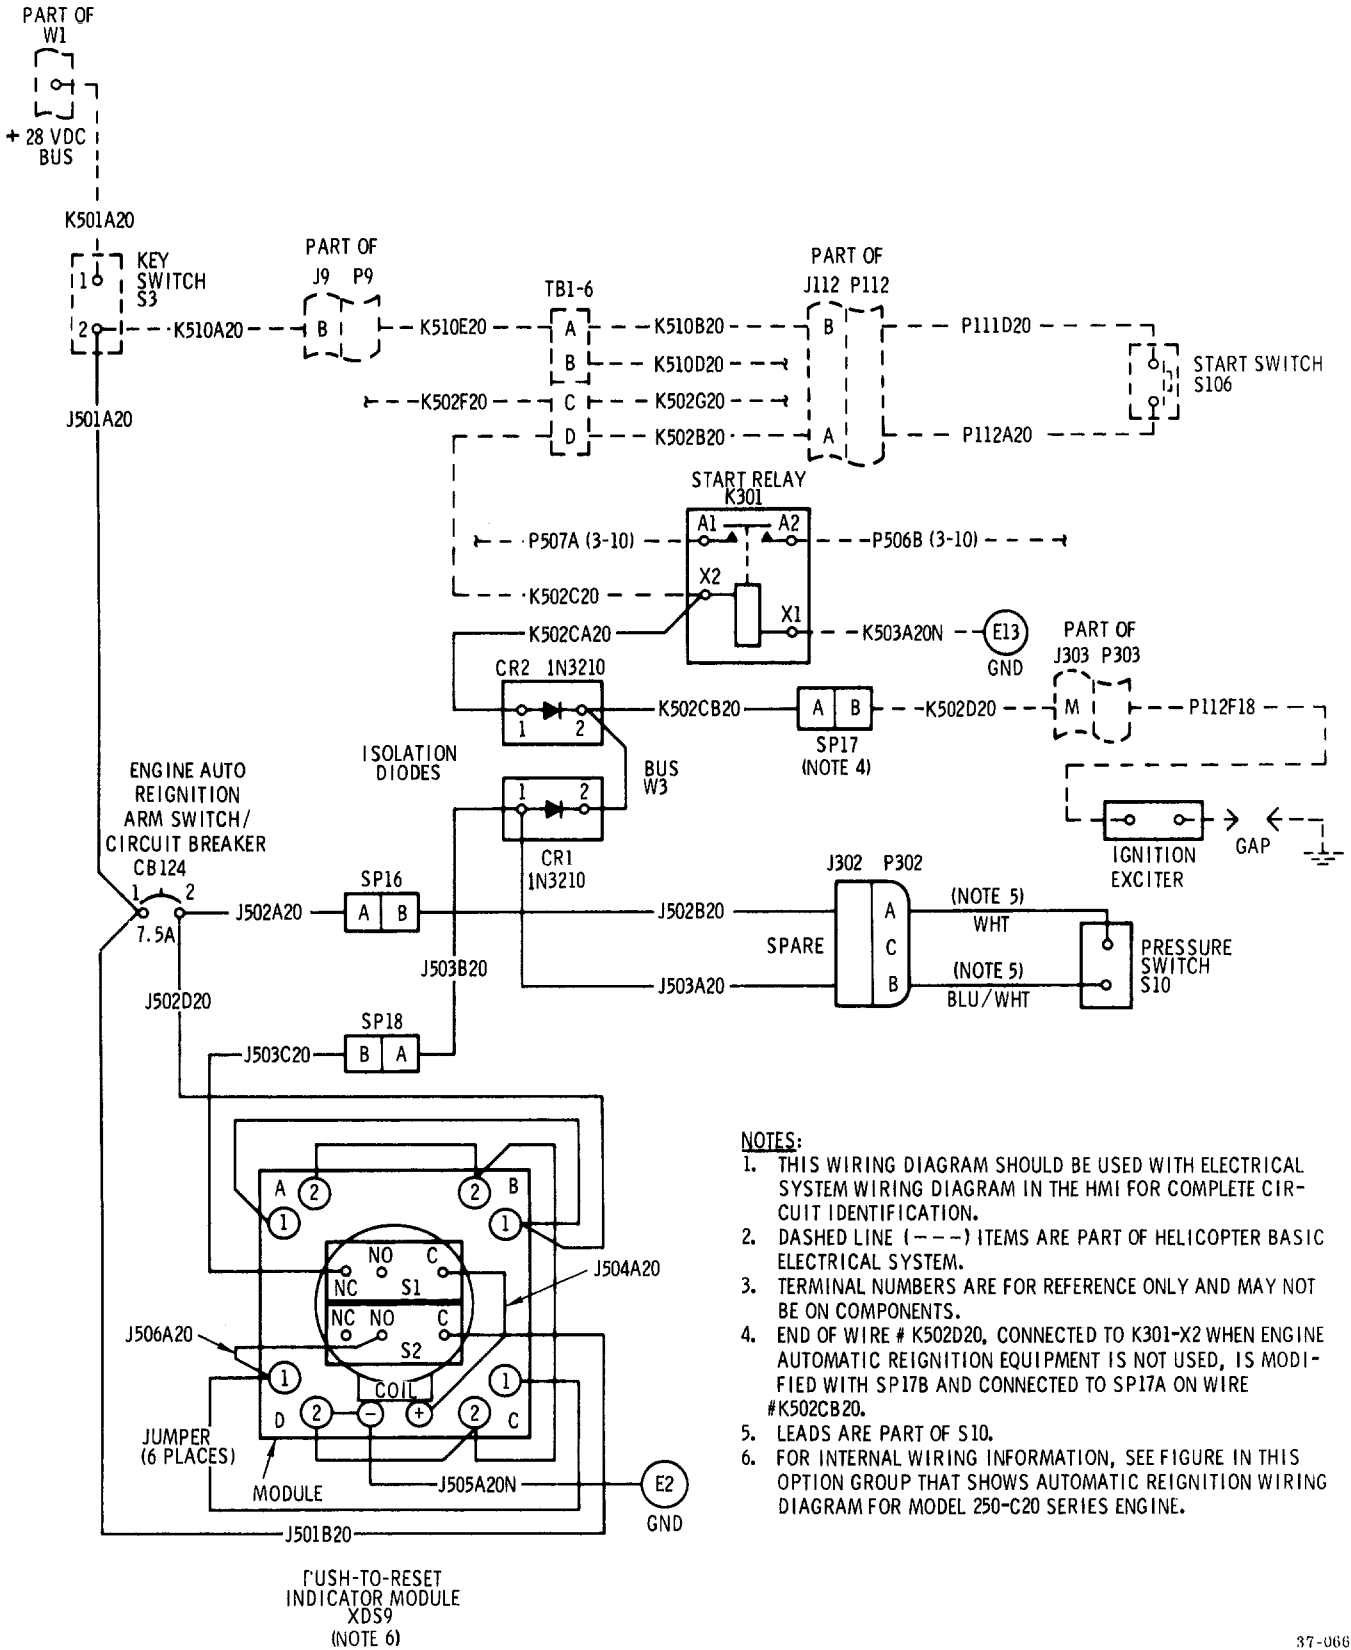 PART OF
W1
+ 28 VDC
BUS
K501A20
KEY
SWITCH
S3
1
2
K510A20
PART OF
J9 P9
B
K510E20
TB1-6
A
B
C
D
K510B20
K510D20
K502F20
K502G20
K502B20
PART OF
J112 P112
B
A
P111D20
P112A20
START SWITCH
S106
J501A20
START RELAY
K301
A1
A2
X2
X1
P507A (3-10)
P506B (3-10)
K502C20
K502CA20
K503A20N
E13
GND
CR2 1N3210
1
2
K502CB20
A B
SP17
(NOTE 4)
K502D20
PART OF
J303 P303
M
P112F18
ISOLATION
DIODES
BUS
W3
1
2
CR1
1N3210
IGNITION
EXCITER
GAP
ENGINE AUTO
REIGNITION
ARM SWITCH/
CIRCUIT BREAKER
CB124
1
2
7.5A
J502A20
SP16
A B
J502B20
J503B20
J503A20
J302 P302
SPARE
A
C
B
(NOTE 5)
WHT
(NOTE 5)
BLU/WHT
PRESSURE
SWITCH
S10
J502D20
J503C20
SP18
B A
A
2
2
B
1
1
NO
C
NC
S1
NC NO
C
S2
J504A20
J506A20
1
1
COIL
D
2
-
+
2
C
JUMPER
(6 PLACES)
MODULE
J505A20N
E2
GND
J501B20
PUSH-TO-RESET
INDICATOR MODULE
XDS9
(NOTE 6)
NOTES:
1. THIS WIRING DIAGRAM SHOULD BE USED WITH ELECTRICAL
SYSTEM WIRING DIAGRAM IN THE HMI FOR COMPLETE CIR-
CUIT IDENTIFICATION.
2. DASHED LINE (---) ITEMS ARE PART OF HELICOPTER BASIC
ELECTRICAL SYSTEM.
3. TERMINAL NUMBERS ARE FOR REFERENCE ONLY AND MAY NOT
BE ON COMPONENTS.
4. END OF WIRE # K502D20, CONNECTED TO K301-X2 WHEN ENGINE
AUTOMATIC REIGNITION EQUIPMENT IS NOT USED, IS MODI-
FIED WITH SP17B AND CONNECTED TO SP17A ON WIRE
#K502CB20.
5. LEADS ARE PART OF S10.
6. FOR INTERNAL WIRING INFORMATION, SEE FIGURE IN THIS
OPTION GROUP THAT SHOWS AUTOMATIC REIGNITION WIRING
DIAGRAM FOR MODEL 250-C20 SERIES ENGINE.
37-066